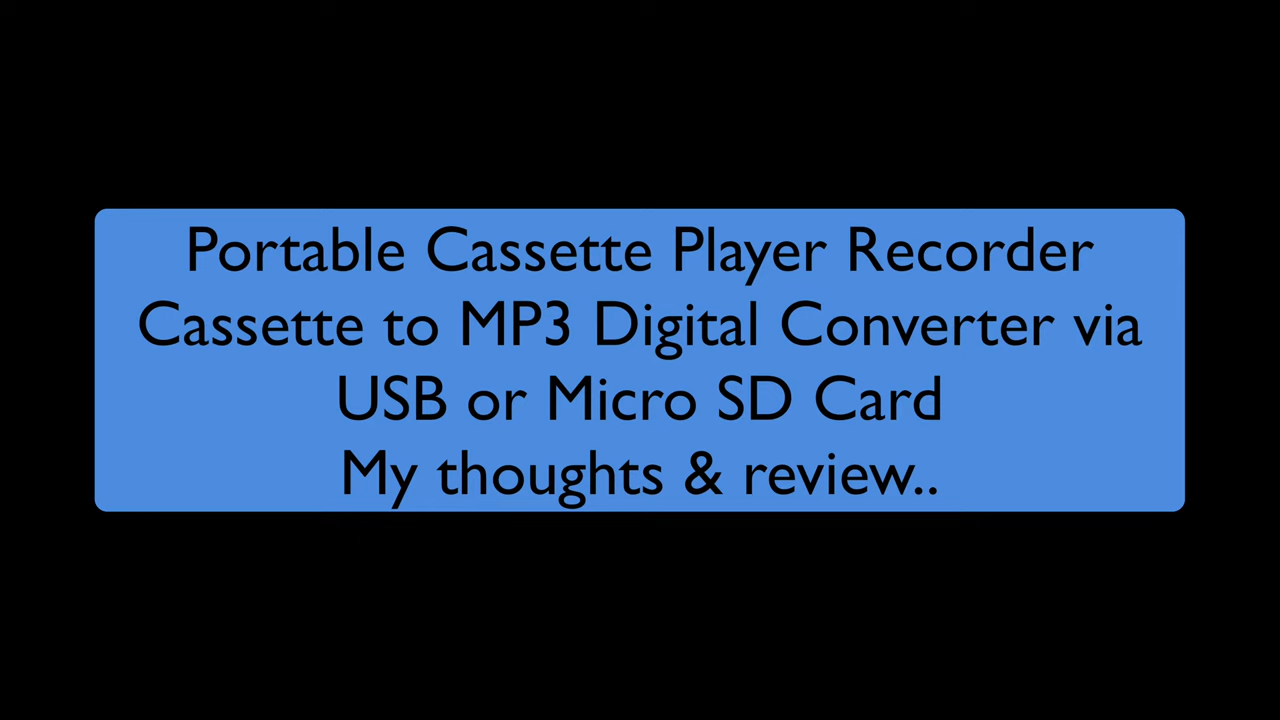 Portable Cassette Player Recorder
Cassette to MP3 Digital Converter via
USB or Micro SD Card
My thoughts & review..